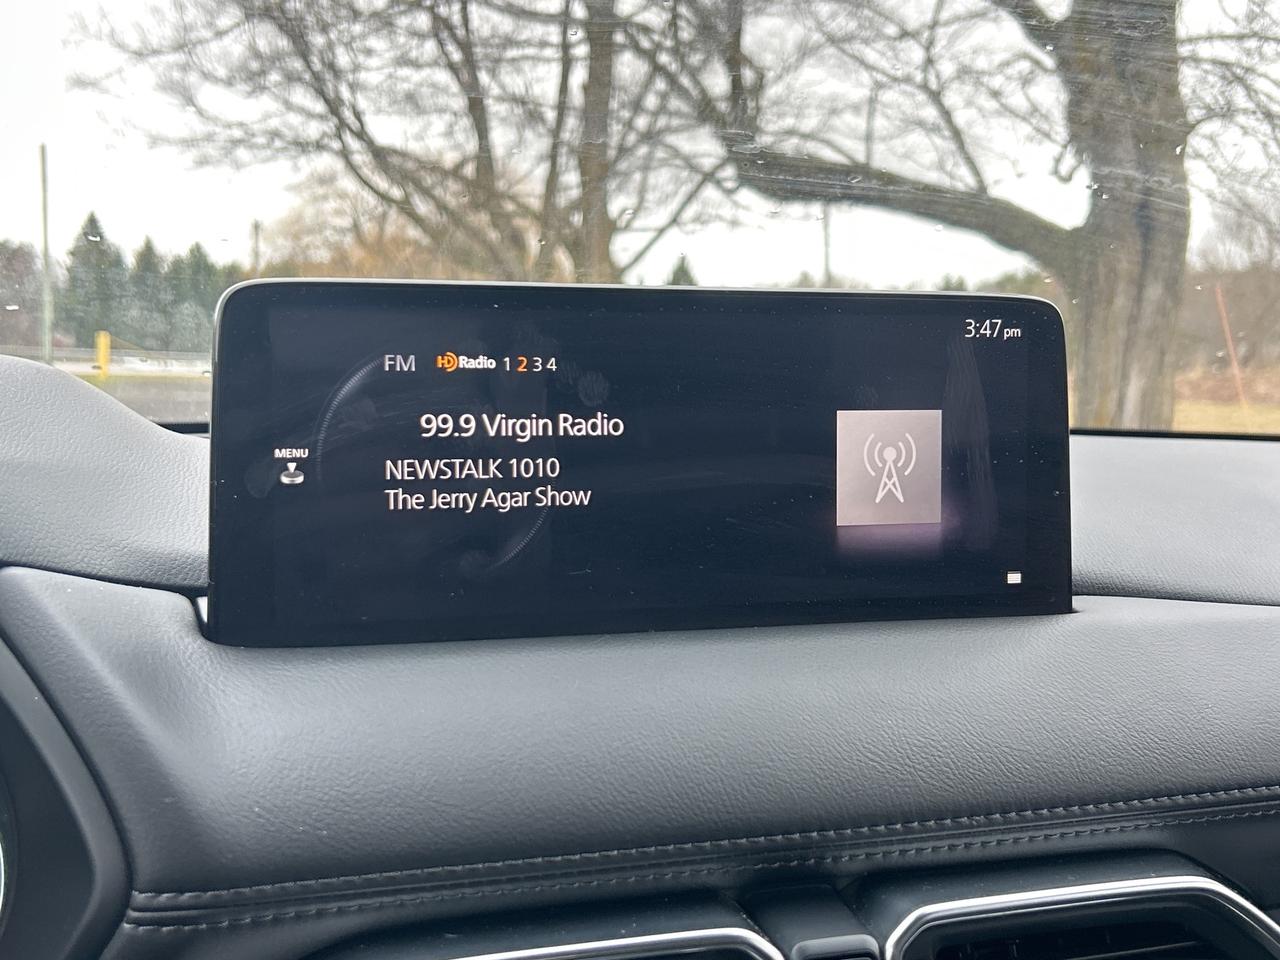 3:47 pm
FM HD Radio 1 2 3 4
99.9 Virgin Radio
MENU
NEWSTALK 1010
The Jerry Agar Show